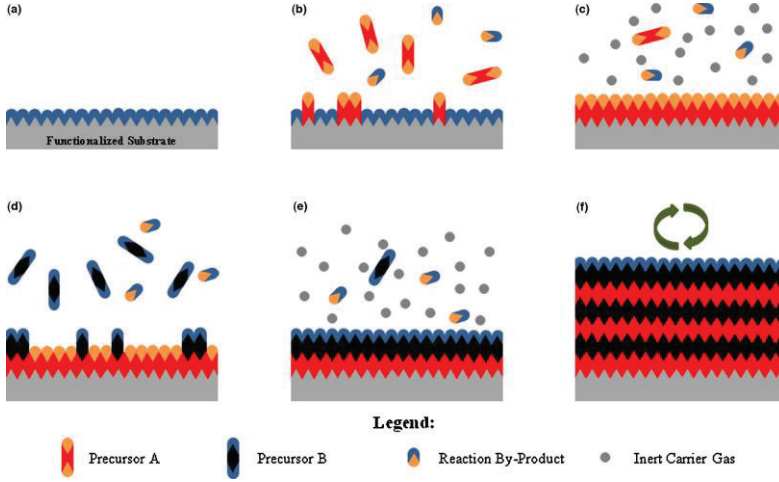 (a)
(b)
(c)
Functionalized Substrate
(d)
(e)
(f)
Legend:
Precursor A
Precursor B
Reaction By-Product
Inert Carrier Gas